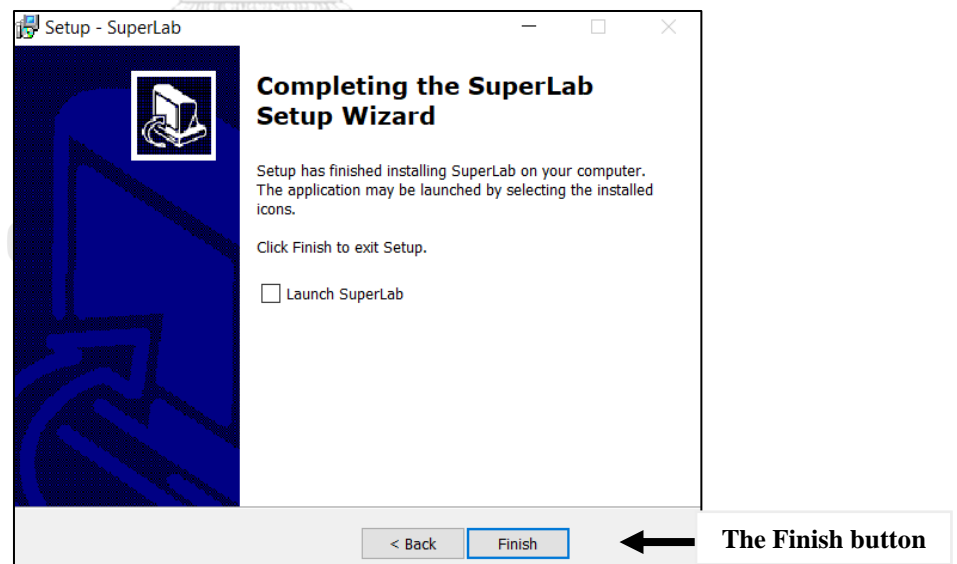 Setup - SuperLab
Completing the SuperLab
Setup Wizard
Setup has finished installing SuperLab on your computer.
The application may be launched by selecting the installed
icons.
Click Finish to exit Setup.
Launch SuperLab
< Back
Finish
The Finish button